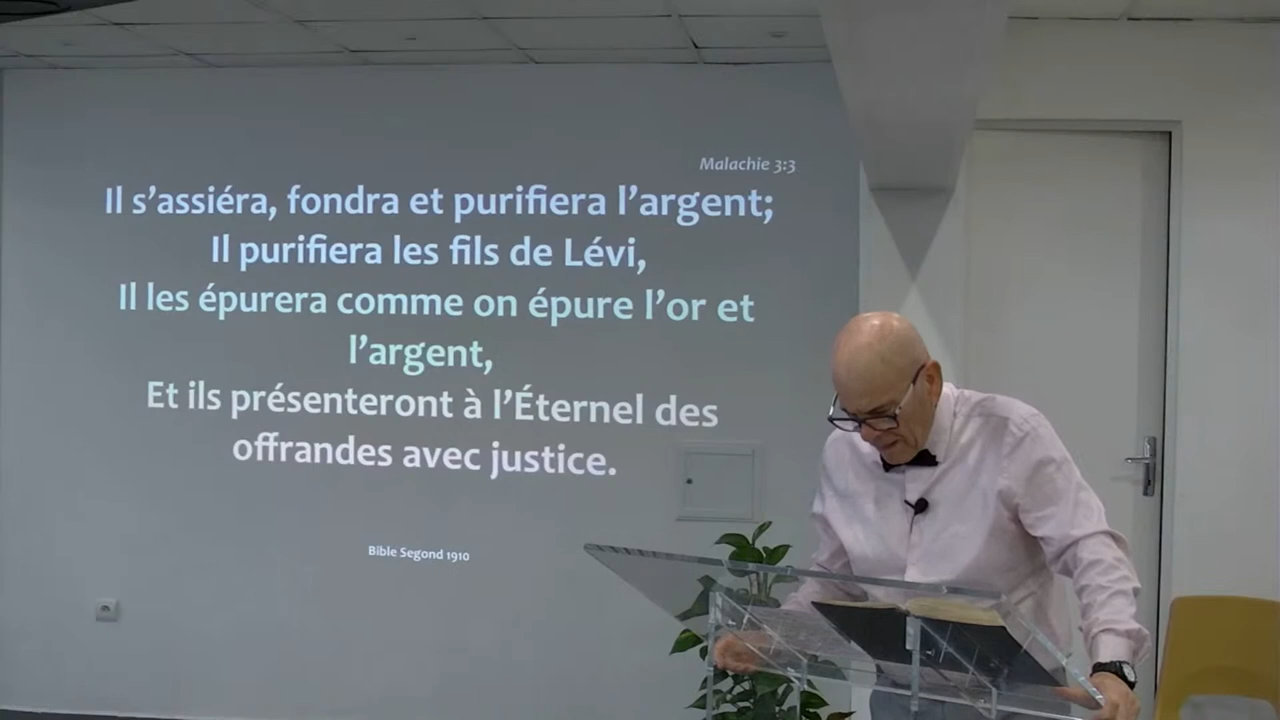 Malachie 3:3
Il s’assiéra, fondra et purifiera l’argent;
Il purifiera les fils de Lévi,
Il les épurera comme on épure l’or et
l’argent,
Et ils présenteront à l’Éternel des
offrandes avec justice.
Bible Segond 1910